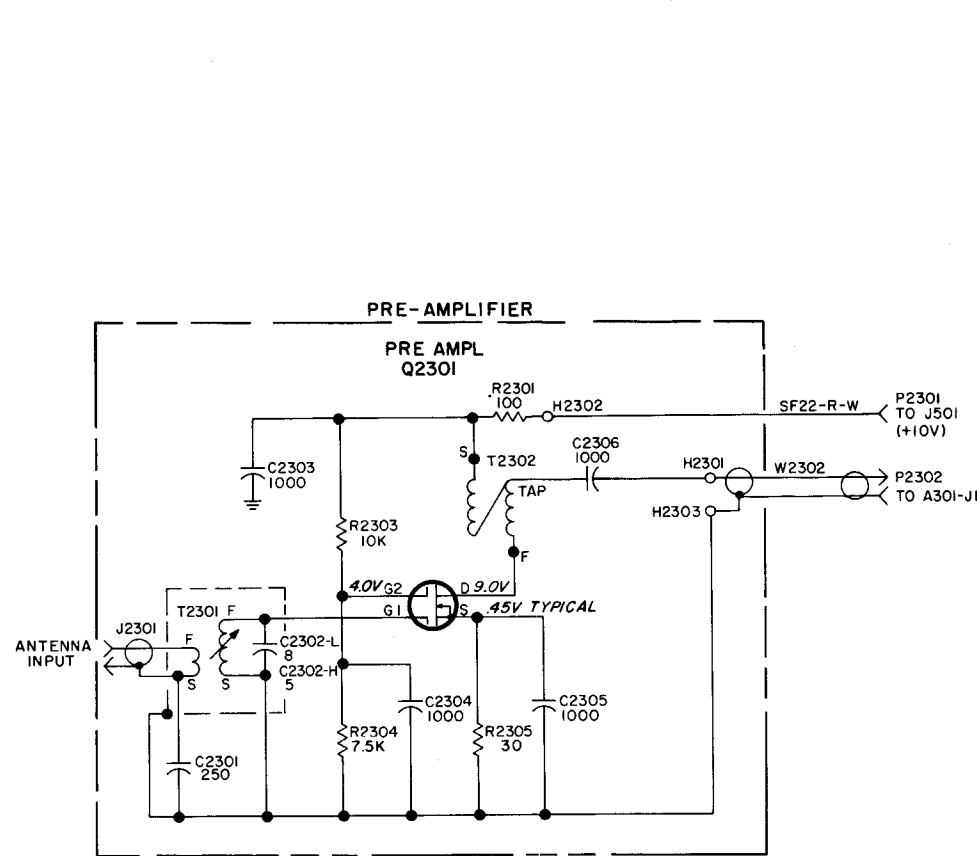 PRE-AMPLIFIER
PRE AMPL
Q2301
R2301
100
H2302
SF22-R-W
P2301
TO J501
(+10V)
C2303
1000
S
T2302
C2306
1000
TAP
H2301
W2302
P2302
TO A301-J1
H2303
R2303
10K
F
4.0V G2
D 9.0V
G1
S
.45V TYPICAL
ANTENNA
INPUT
J2301
T2301 F
F
S
S
C2302-L
8
C2302-H
5
C2304
1000
C2305
1000
R2304
7.5K
R2305
30
C2301
250